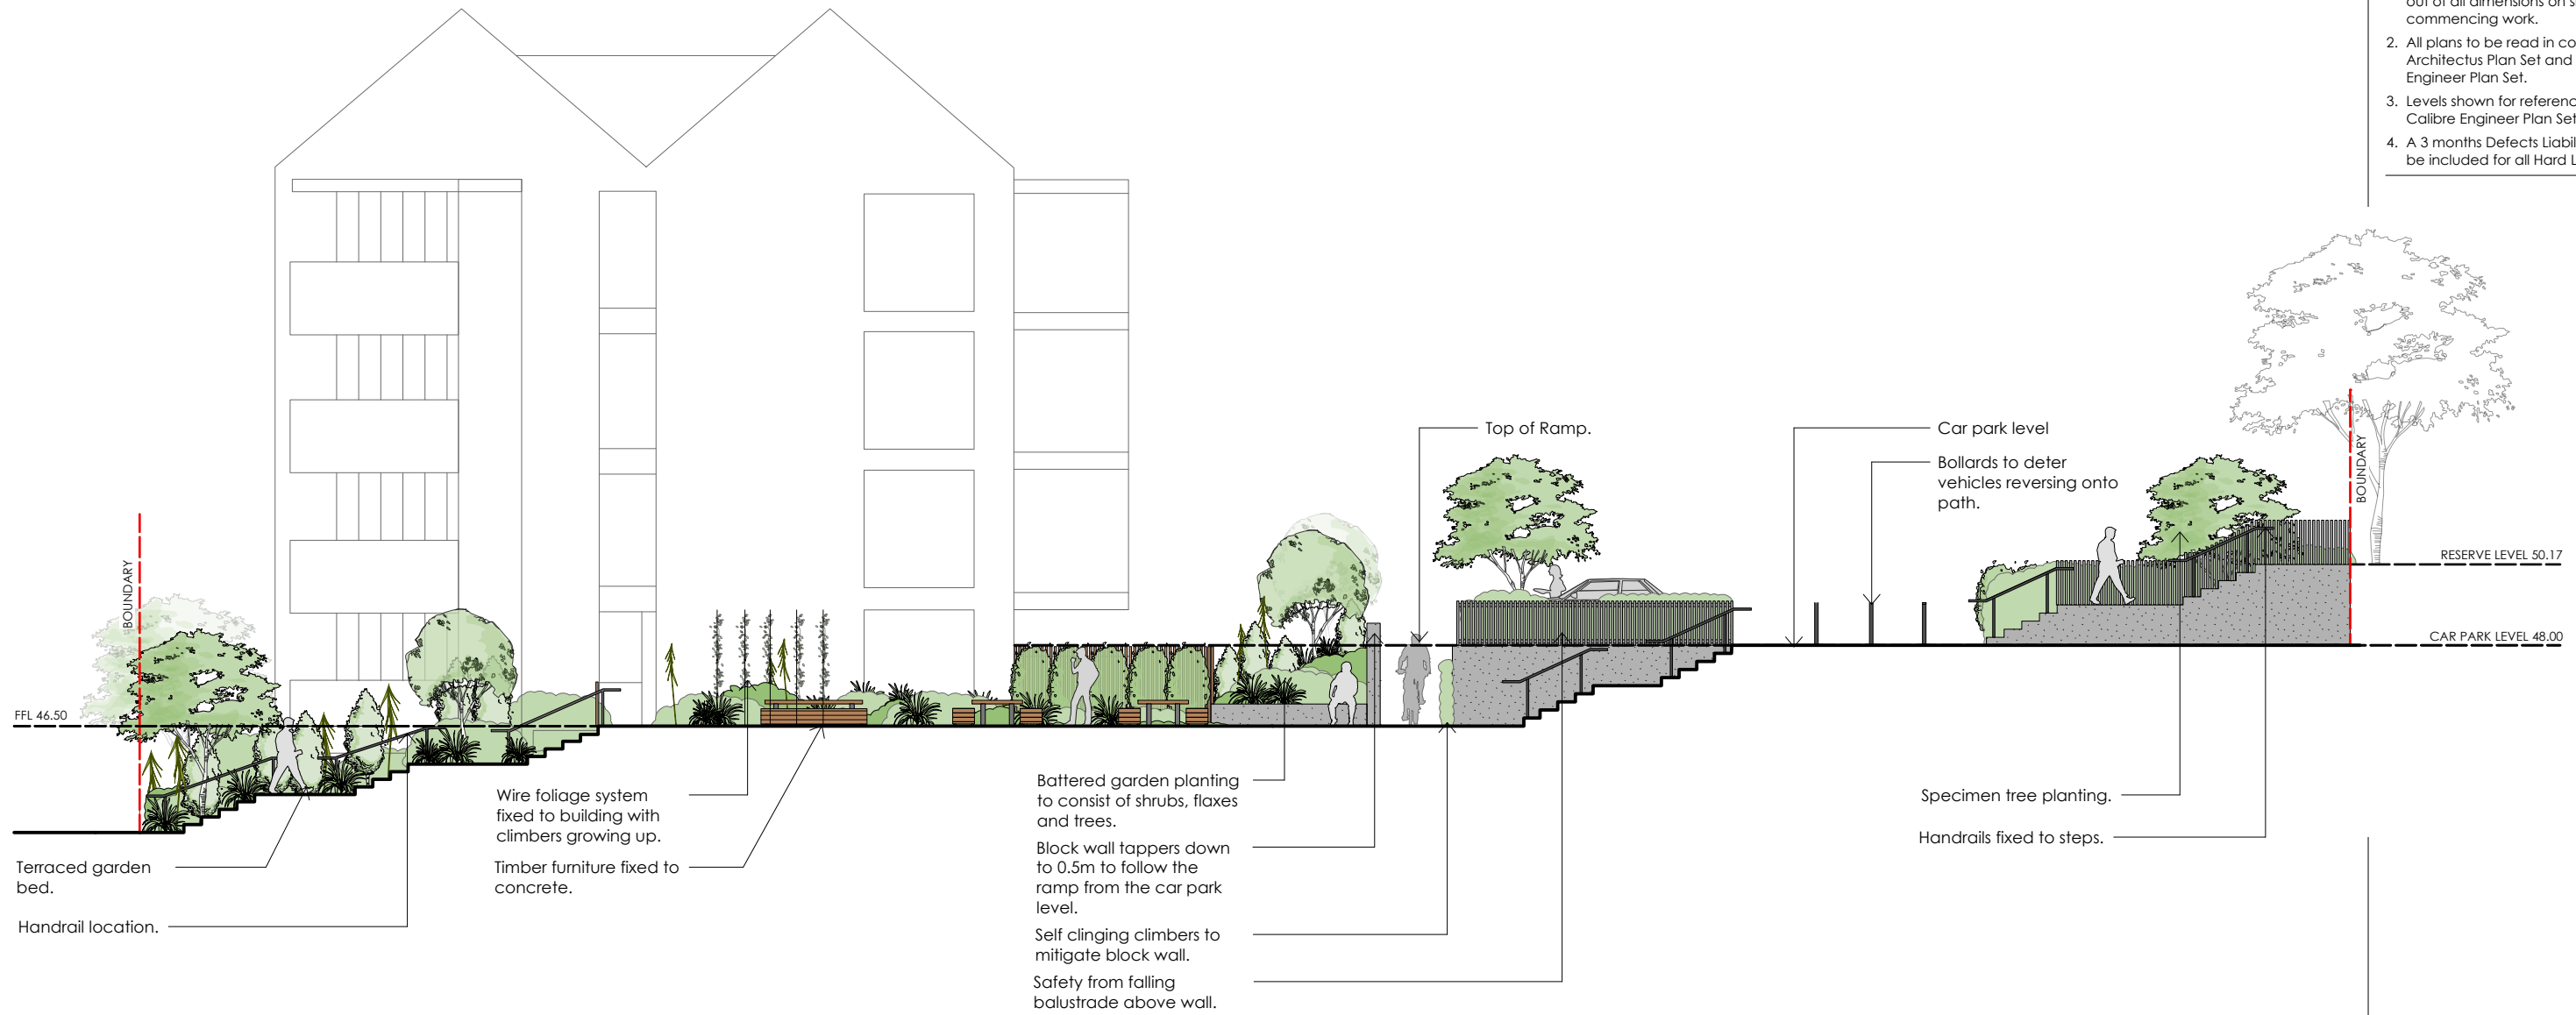 out of all dimensions on
commencing work.
2. All plans to be read in
Architectus Plan Set and
Engineer Plan Set.
3. Levels shown for
Calibre Engineer Plan Set
4. A 3 months Defects
be included for all Hard
Top of Ramp.
Car park level
Bollards to deter
vehicles reversing onto
path.
BOUNDARY
BOUNDARY
RESERVE LEVEL 50.17
CAR PARK LEVEL 48.00
FFL 46.50
Terraced garden
bed.
Handrail location.
Wire foliage system
fixed to building with
climbers growing up.
Timber furniture fixed to
concrete.
Battered garden planting
to consist of shrubs, flaxes
and trees.
Block wall tappers down
to 0.5m to follow the
ramp from the car park
level.
Self clinging climbers to
mitigate block wall.
Safety from falling
balustrade above wall.
Specimen tree planting.
Handrails fixed to steps.